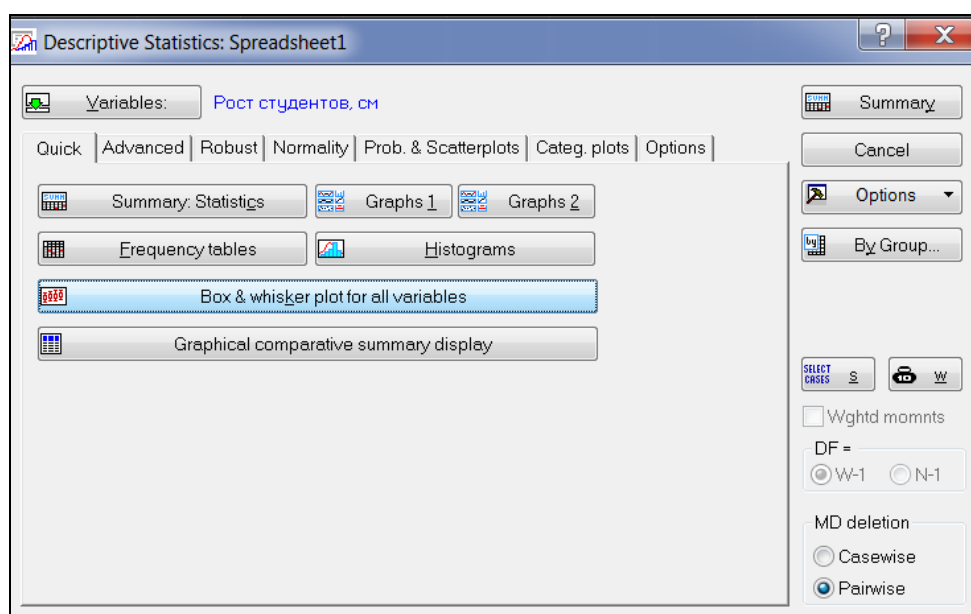 Descriptive Statistics: Spreadsheet1
Variables: Рост студентов, см
Summary
Quick Advanced Robust Normality Prob. & Scatterplots Categ. plots Options
Cancel
Summary: Statistics Graphs 1 Graphs 2
Options
Frequency tables Histograms
By Group...
Box & whisker plot for all variables
Graphical comparative summary display
SELECT CASES S W
Wghtd momnts
DF =
W-1 N-1
MD deletion
Casewise
Pairwise